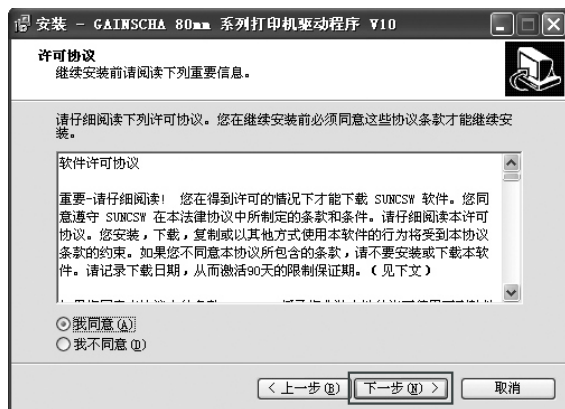 安装 - GAINSCHA 80mm 系列打印机驱动程序 V10
许可协议
继续安装前请阅读下列重要信息。
请仔细阅读下列许可协议。您在继续安装前必须同意这些协议条款才能继续安
装。
软件许可协议
重要-请仔细阅读! 您在得到许可的情况下才能下载 SUNCSW 软件。您同
意遵守 SUNCSW 在本法律协议中所制定的条款和条件。请仔细阅读本许可
协议。您安装,下载,复制或以其他方式使用本软件的行为将受到本协议
条款的约束。如果您不同意本协议所包含的条款,请不要安装或下载本软
件。请记录下载日期,从而激活90天的限制保证期。(见下文)
我同意(A)
我不同意(D)
< 上一步(B)
下一步(N) >
取消